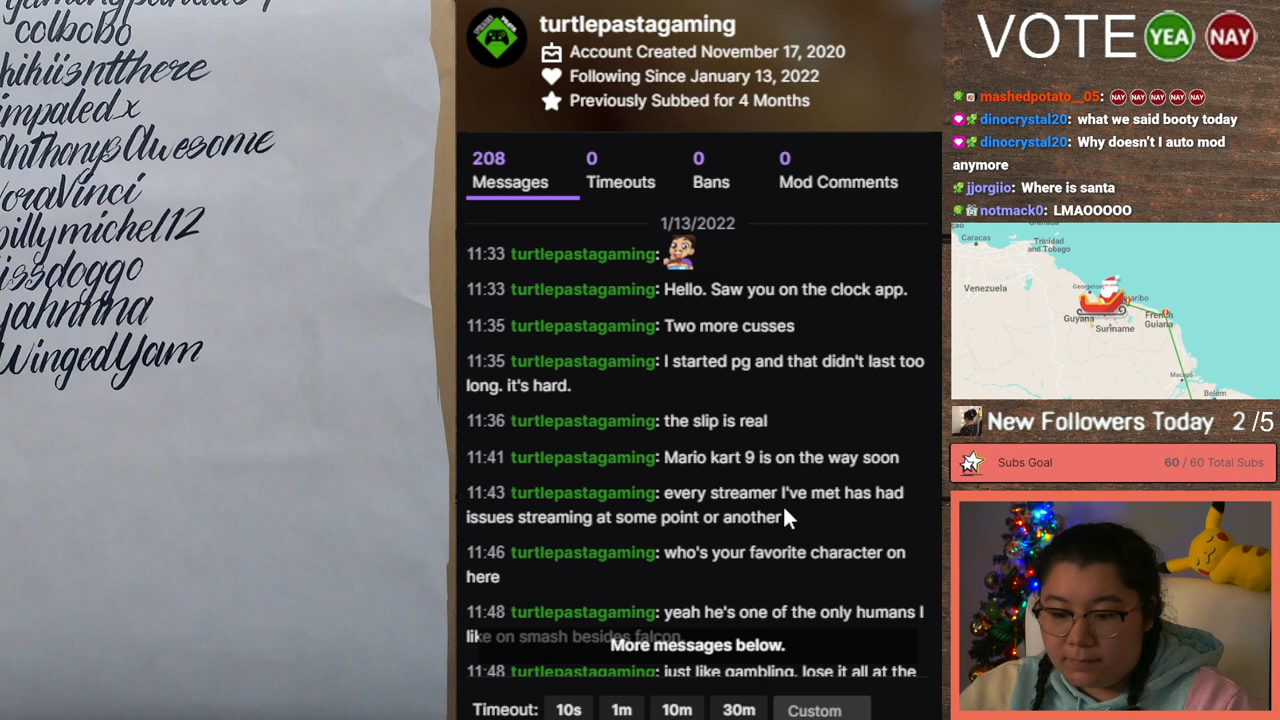 colbobo
hihiisntthere
impaled_x
AnthonysAwesome
VoraVinci
billymichel12
issdoggo
yahnnna
WingedYam
turtlepastagaming
Account Created November 17, 2020
Following Since January 13, 2022
Previously Subbed for 4 Months
208 Messages
0 Timeouts
0 Bans
0 Mod Comments
1/13/2022
11:33 turtlepastagaming:
11:33 turtlepastagaming: Hello. Saw you on the clock app.
11:35 turtlepastagaming: Two more cusses
11:35 turtlepastagaming: I started pg and that didn't last too
long. it's hard.
11:36 turtlepastagaming: the slip is real
11:41 turtlepastagaming: Mario kart 9 is on the way soon
11:43 turtlepastagaming: every streamer I've met has had
issues streaming at some point or another
11:46 turtlepastagaming: who's your favorite character on
here
11:48 turtlepastagaming: yeah he's one of the only humans I
like on smash besides falcon.
More messages below.
11:48 turtlepastagaming: just like gambling. lose it all at the
Timeout: 10s 1m 10m 30m Custom
VOTE YEA NAY
mashedpotato__05: NAY NAY NAY NAY NAY
dinocrystal20: what we said booty today
dinocrystal20: Why doesn't I auto mod
anymore
jjorgiio: Where is santa
notmack0: LMAOOOOO
Caracas
Trinidad
and Tobago
Venezuela
Georgetown
aribo
Guyana
Suriname
French
Guiana
Macapá
Belém
New Followers Today 2 /5
Subs Goal 60 / 60 Total Subs